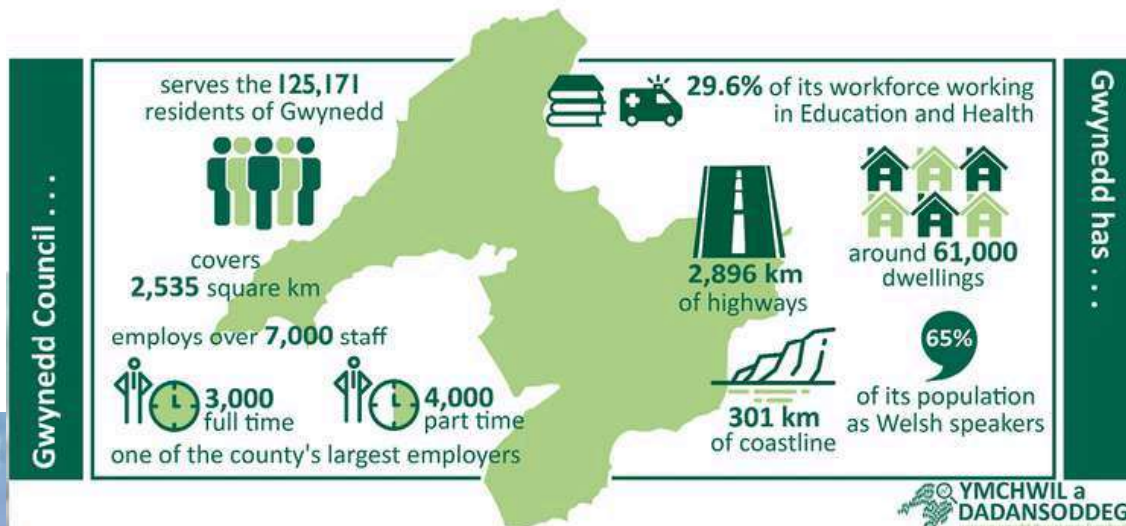 Gwynedd Council . . .
serves the 125,171
residents of Gwynedd
covers
2,535 square km
employs over 7,000 staff
3,000
full time
4,000
part time
one of the county's largest employers
29.6% of its workforce working
in Education and Health
2,896 km
of highways
around 61,000
dwellings
301 km
of coastline
65%
of its population
as Welsh speakers
Gwynedd has . . .
YMCHWIL a
DADANSODDEG